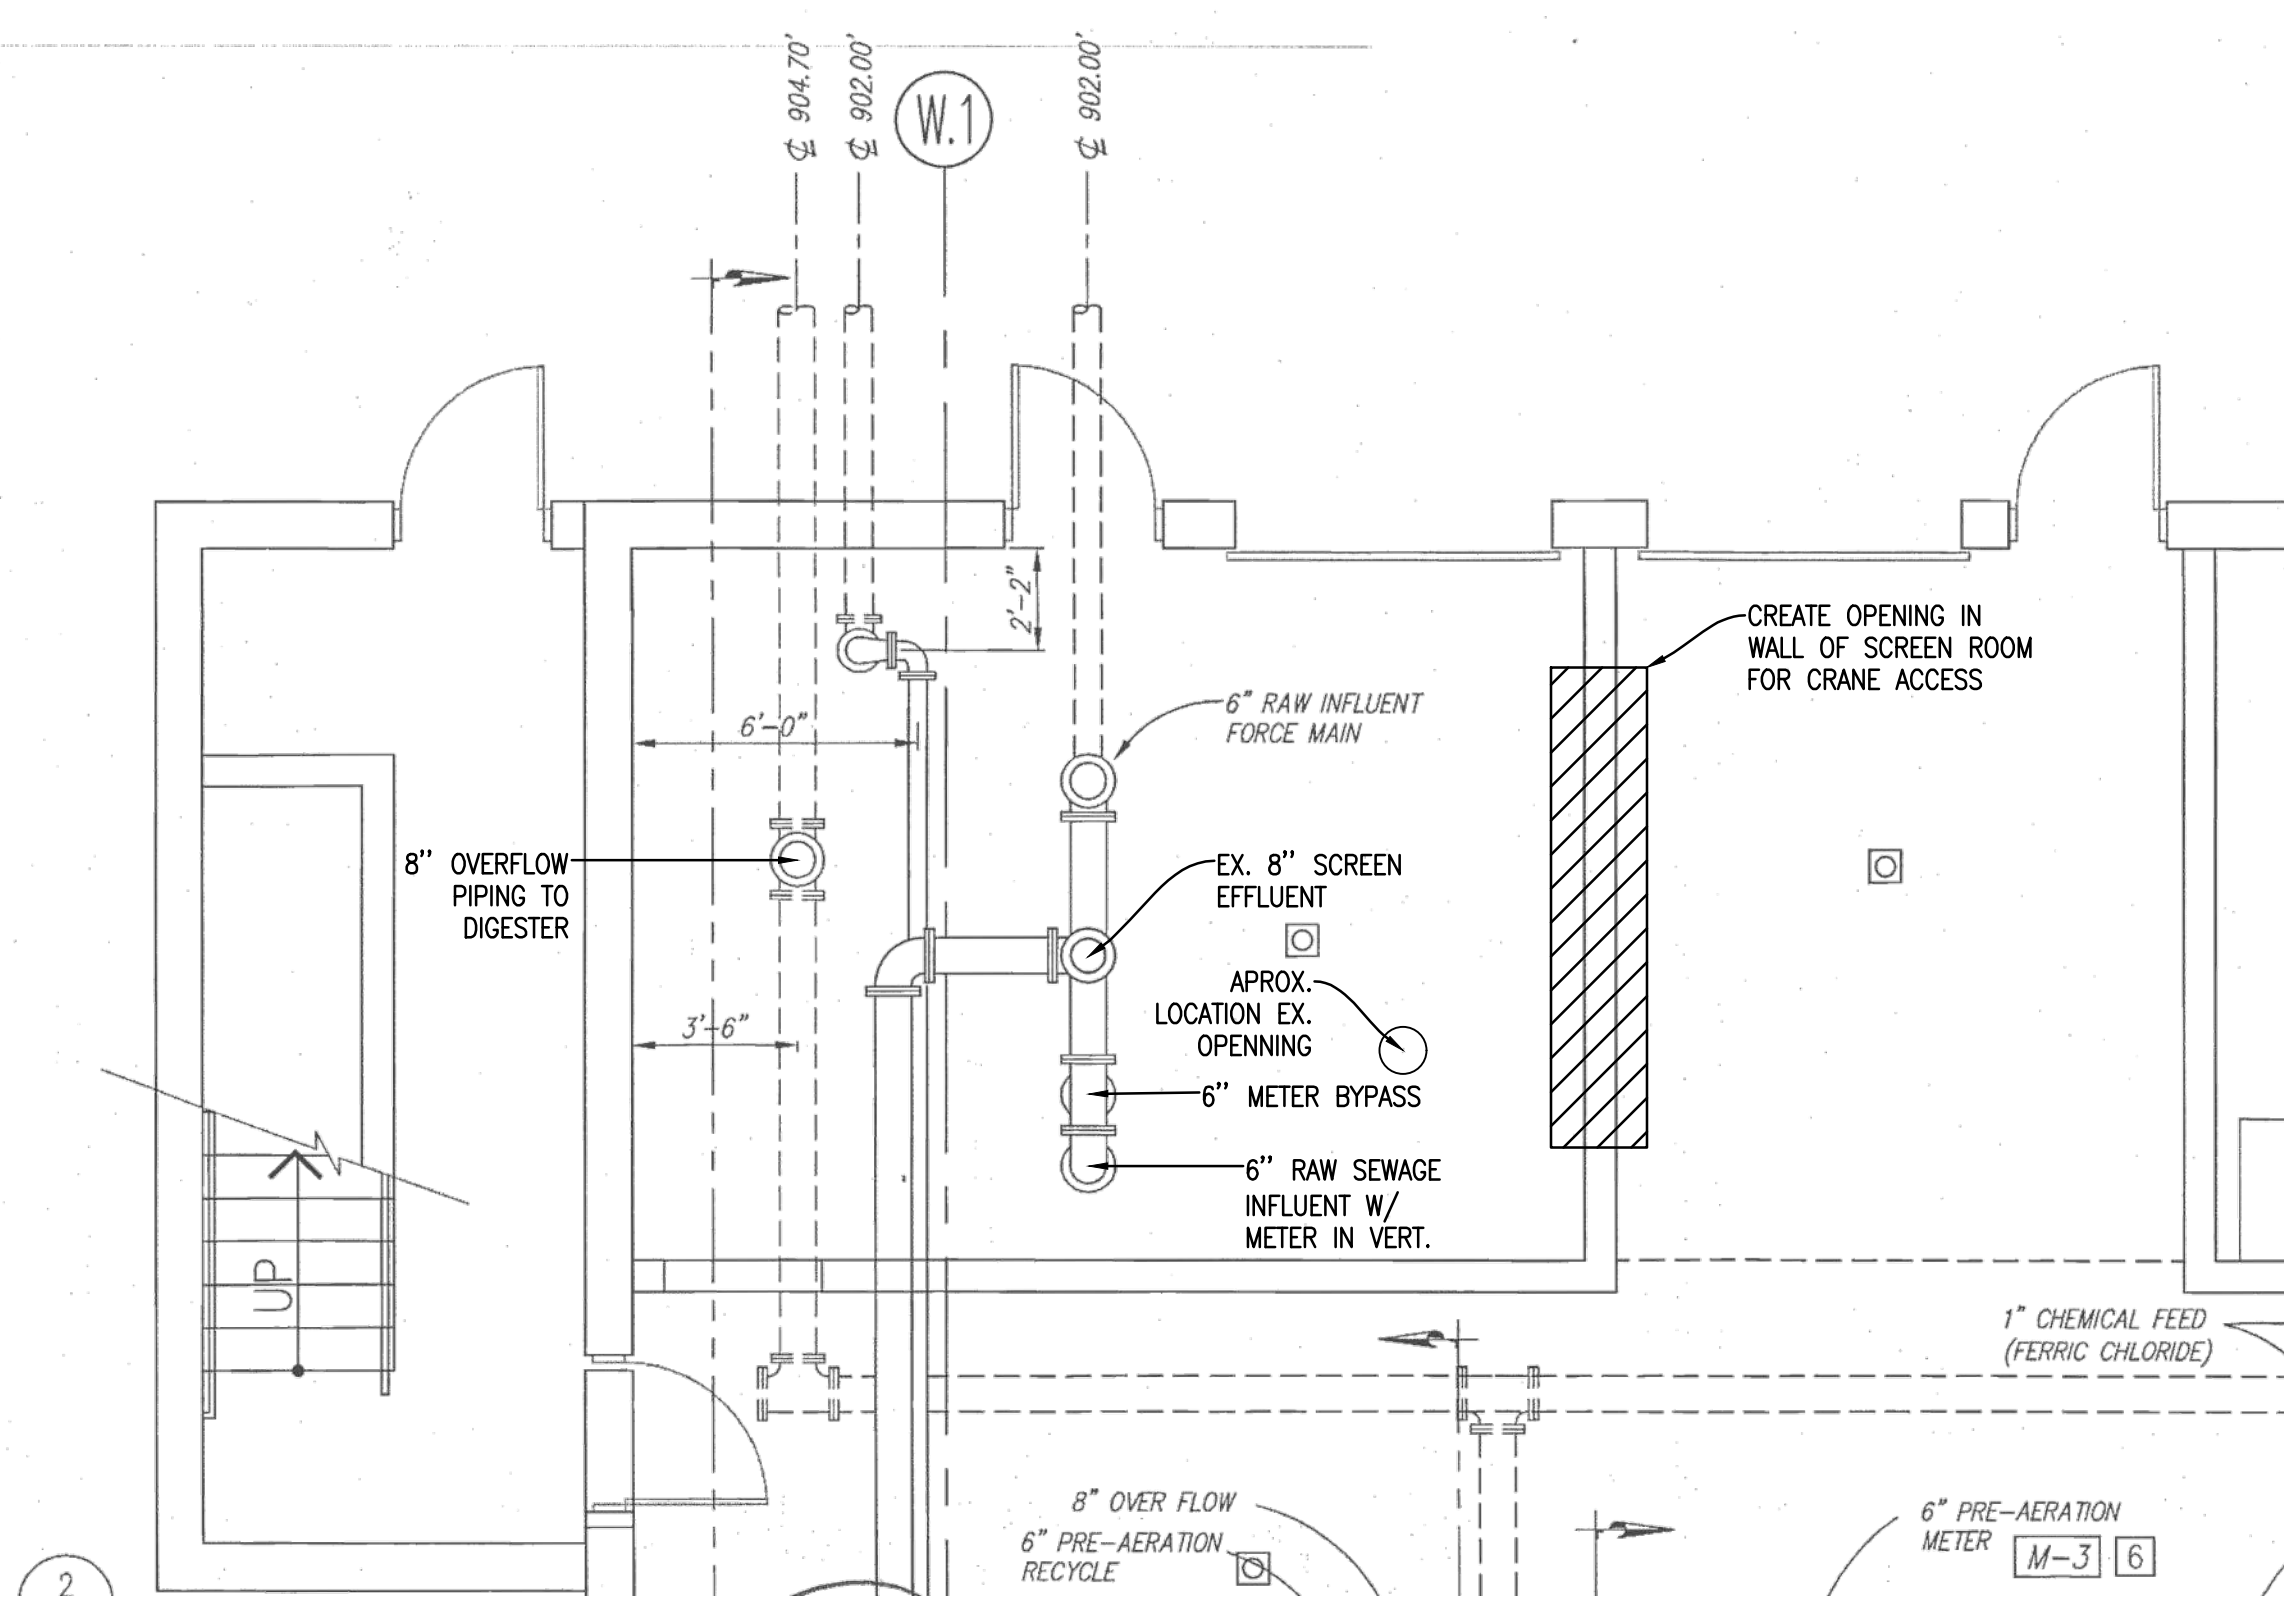 ℄ 904.70'
℄ 902.00'
W.1
℄ 902.00'
2'-2"
CREATE OPENING IN
WALL OF SCREEN ROOM
FOR CRANE ACCESS
6" RAW INFLUENT
FORCE MAIN
6'-0"
8" OVERFLOW
PIPING TO
DIGESTER
EX. 8" SCREEN
EFFLUENT
APROX.
LOCATION EX.
OPENNING
3'-6"
6" METER BYPASS
6" RAW SEWAGE
INFLUENT W/
METER IN VERT.
UP
1" CHEMICAL FEED
(FERRIC CHLORIDE)
8" OVER FLOW
6" PRE-AERATION
RECYCLE
6" PRE-AERATION
METER M-3 6
2